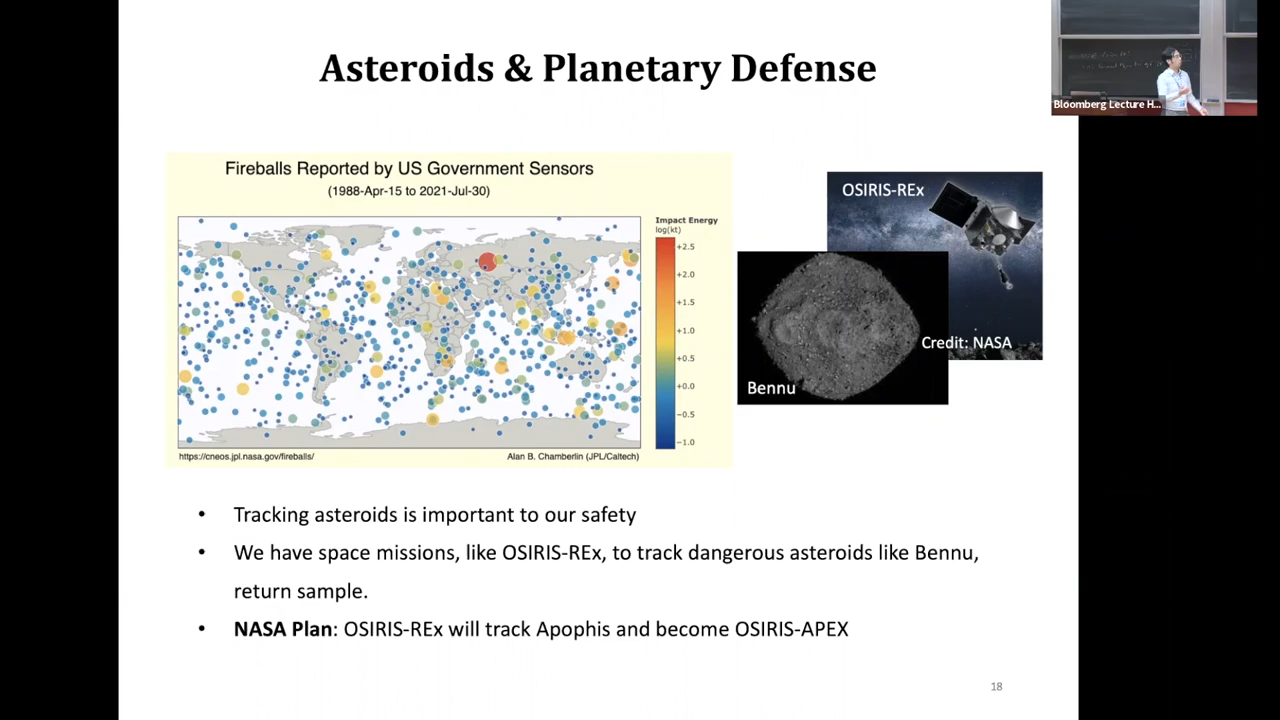 Asteroids & Planetary Defense
Bloomberg Lecture H...
Fireballs Reported by US Government Sensors
(1988-Apr-15 to 2021-Jul-30)
Impact Energy
log(kt)
+2.5
+2.0
+1.5
+1.0
+0.5
+0.0
−0.5
−1.0
https://cneos.jpl.nasa.gov/fireballs/
Alan B. Chamberlin (JPL/Caltech)
OSIRIS-REx
Credit: NASA
Bennu
• Tracking asteroids is important to our safety
• We have space missions, like OSIRIS-REx, to track dangerous asteroids like Bennu,
return sample.
• NASA Plan: OSIRIS-REx will track Apophis and become OSIRIS-APEX
18